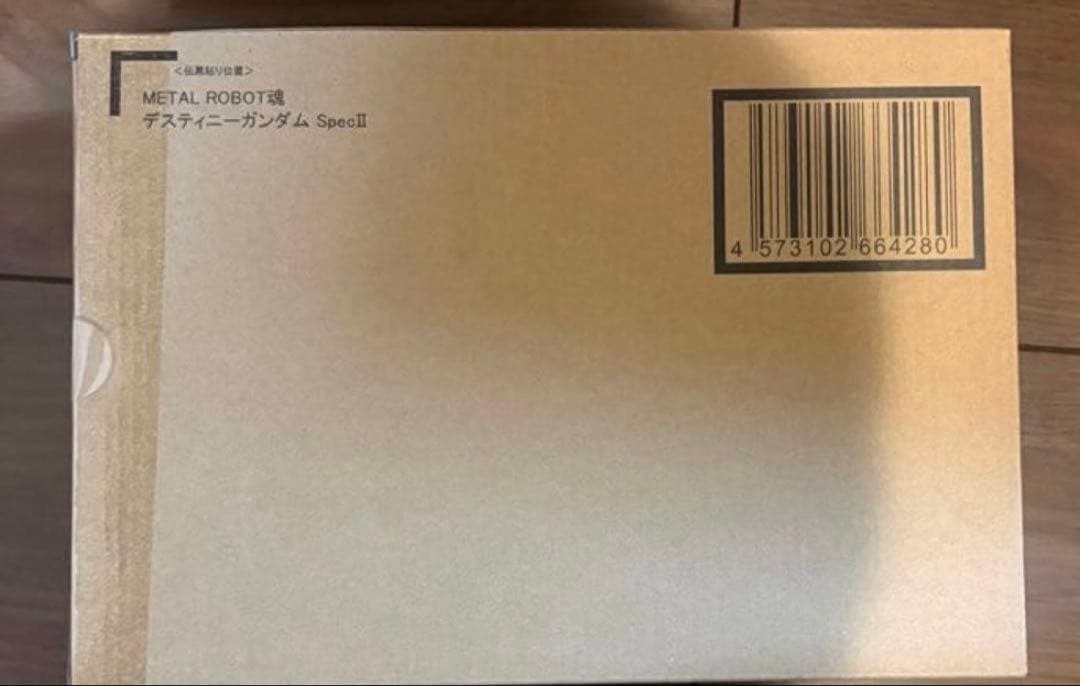 <伝票貼り位置>
METAL ROBOT魂
デスティニーガンダム SpecⅡ
4 573102 664280